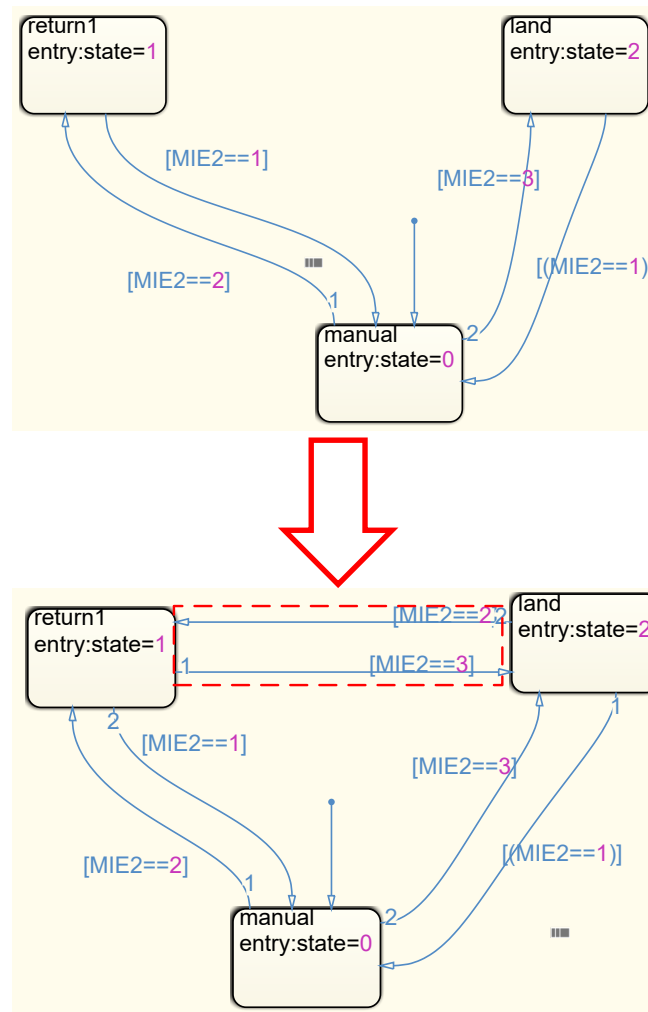 return1
entry:state=1
land
entry:state=2
[MIE2==1]
[MIE2==3]
[MIE2==2]
[(MIE2==1)
1
manual
entry:state=0
2
[MIE2==2]
2
land
entry:state=2
return1
entry:state=1
1
[MIE2==3]
2
[MIE2==1]
1
[MIE2==3]
[MIE2==2]
[(MIE2==1)]
1
manual
entry:state=0
2